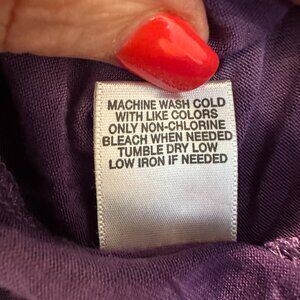 MACHINE WASH COLD
WITH LIKE COLORS
ONLY NON-CHLORINE
BLEACH WHEN NEEDED
TUMBLE DRY LOW
LOW IRON IF NEEDED